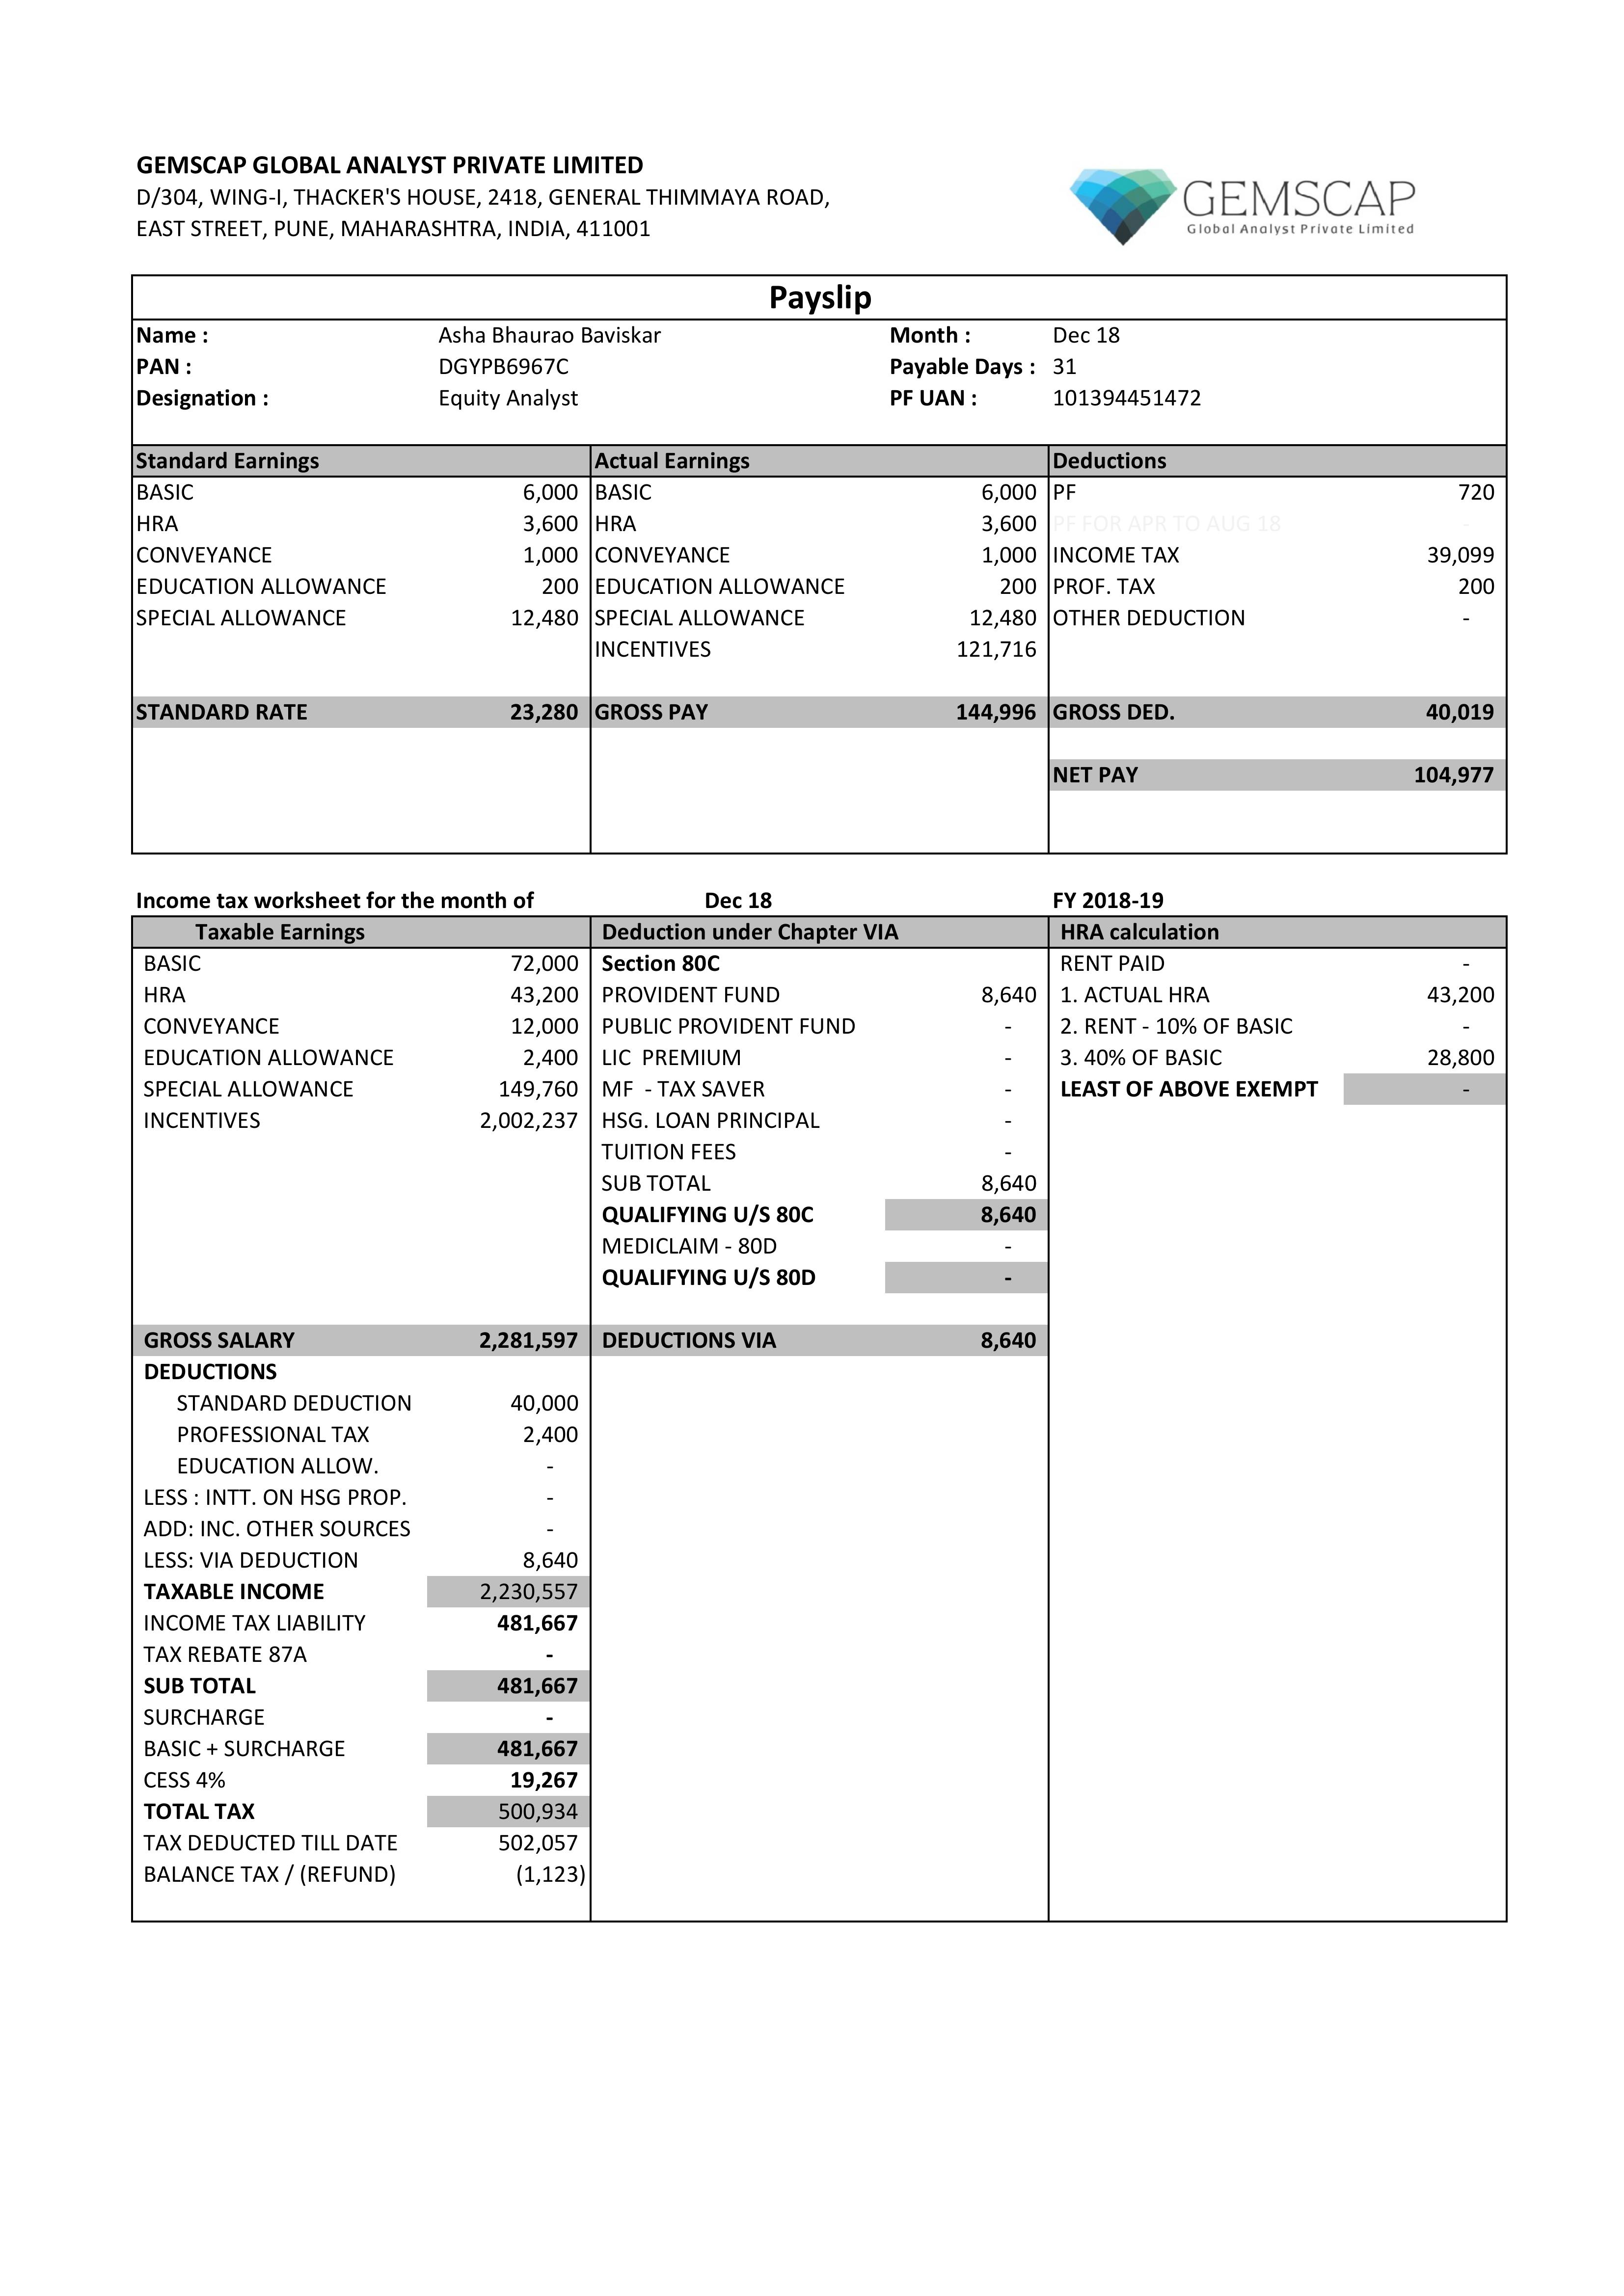 GEMSCAP GLOBAL ANALYST PRIVATE LIMITED
D/304, WING-I, THACKER'S HOUSE, 2418, GENERAL THIMMAYA ROAD,
EAST STREET, PUNE, MAHARASHTRA, INDIA, 411001
GEMSCAP
Global Analyst Private Limited
Payslip
Name : Asha Bhaurao Baviskar Month : Dec 18
PAN : DGYPB6967C Payable Days : 31
Designation : Equity Analyst PF UAN : 101394451472
Standard Earnings Actual Earnings Deductions
BASIC 6,000 BASIC 6,000 PF 720
HRA 3,600 HRA 3,600 PF FOR APR TO AUG 18 -
CONVEYANCE 1,000 CONVEYANCE 1,000 INCOME TAX 39,099
EDUCATION ALLOWANCE 200 EDUCATION ALLOWANCE 200 PROF. TAX 200
SPECIAL ALLOWANCE 12,480 SPECIAL ALLOWANCE 12,480 OTHER DEDUCTION -
INCENTIVES 121,716
STANDARD RATE 23,280 GROSS PAY 144,996 GROSS DED. 40,019
NET PAY 104,977
Income tax worksheet for the month of Dec 18 FY 2018-19
Taxable Earnings Deduction under Chapter VIA HRA calculation
BASIC 72,000 Section 80C RENT PAID -
HRA 43,200 PROVIDENT FUND 8,640 1. ACTUAL HRA 43,200
CONVEYANCE 12,000 PUBLIC PROVIDENT FUND - 2. RENT - 10% OF BASIC -
EDUCATION ALLOWANCE 2,400 LIC PREMIUM - 3. 40% OF BASIC 28,800
SPECIAL ALLOWANCE 149,760 MF - TAX SAVER - LEAST OF ABOVE EXEMPT -
INCENTIVES 2,002,237 HSG. LOAN PRINCIPAL -
TUITION FEES -
SUB TOTAL 8,640
QUALIFYING U/S 80C 8,640
MEDICLAIM - 80D -
QUALIFYING U/S 80D -
GROSS SALARY 2,281,597 DEDUCTIONS VIA 8,640
DEDUCTIONS
STANDARD DEDUCTION 40,000
PROFESSIONAL TAX 2,400
EDUCATION ALLOW. -
LESS : INTT. ON HSG PROP. -
ADD: INC. OTHER SOURCES -
LESS: VIA DEDUCTION 8,640
TAXABLE INCOME 2,230,557
INCOME TAX LIABILITY 481,667
TAX REBATE 87A -
SUB TOTAL 481,667
SURCHARGE -
BASIC + SURCHARGE 481,667
CESS 4% 19,267
TOTAL TAX 500,934
TAX DEDUCTED TILL DATE 502,057
BALANCE TAX / (REFUND) (1,123)